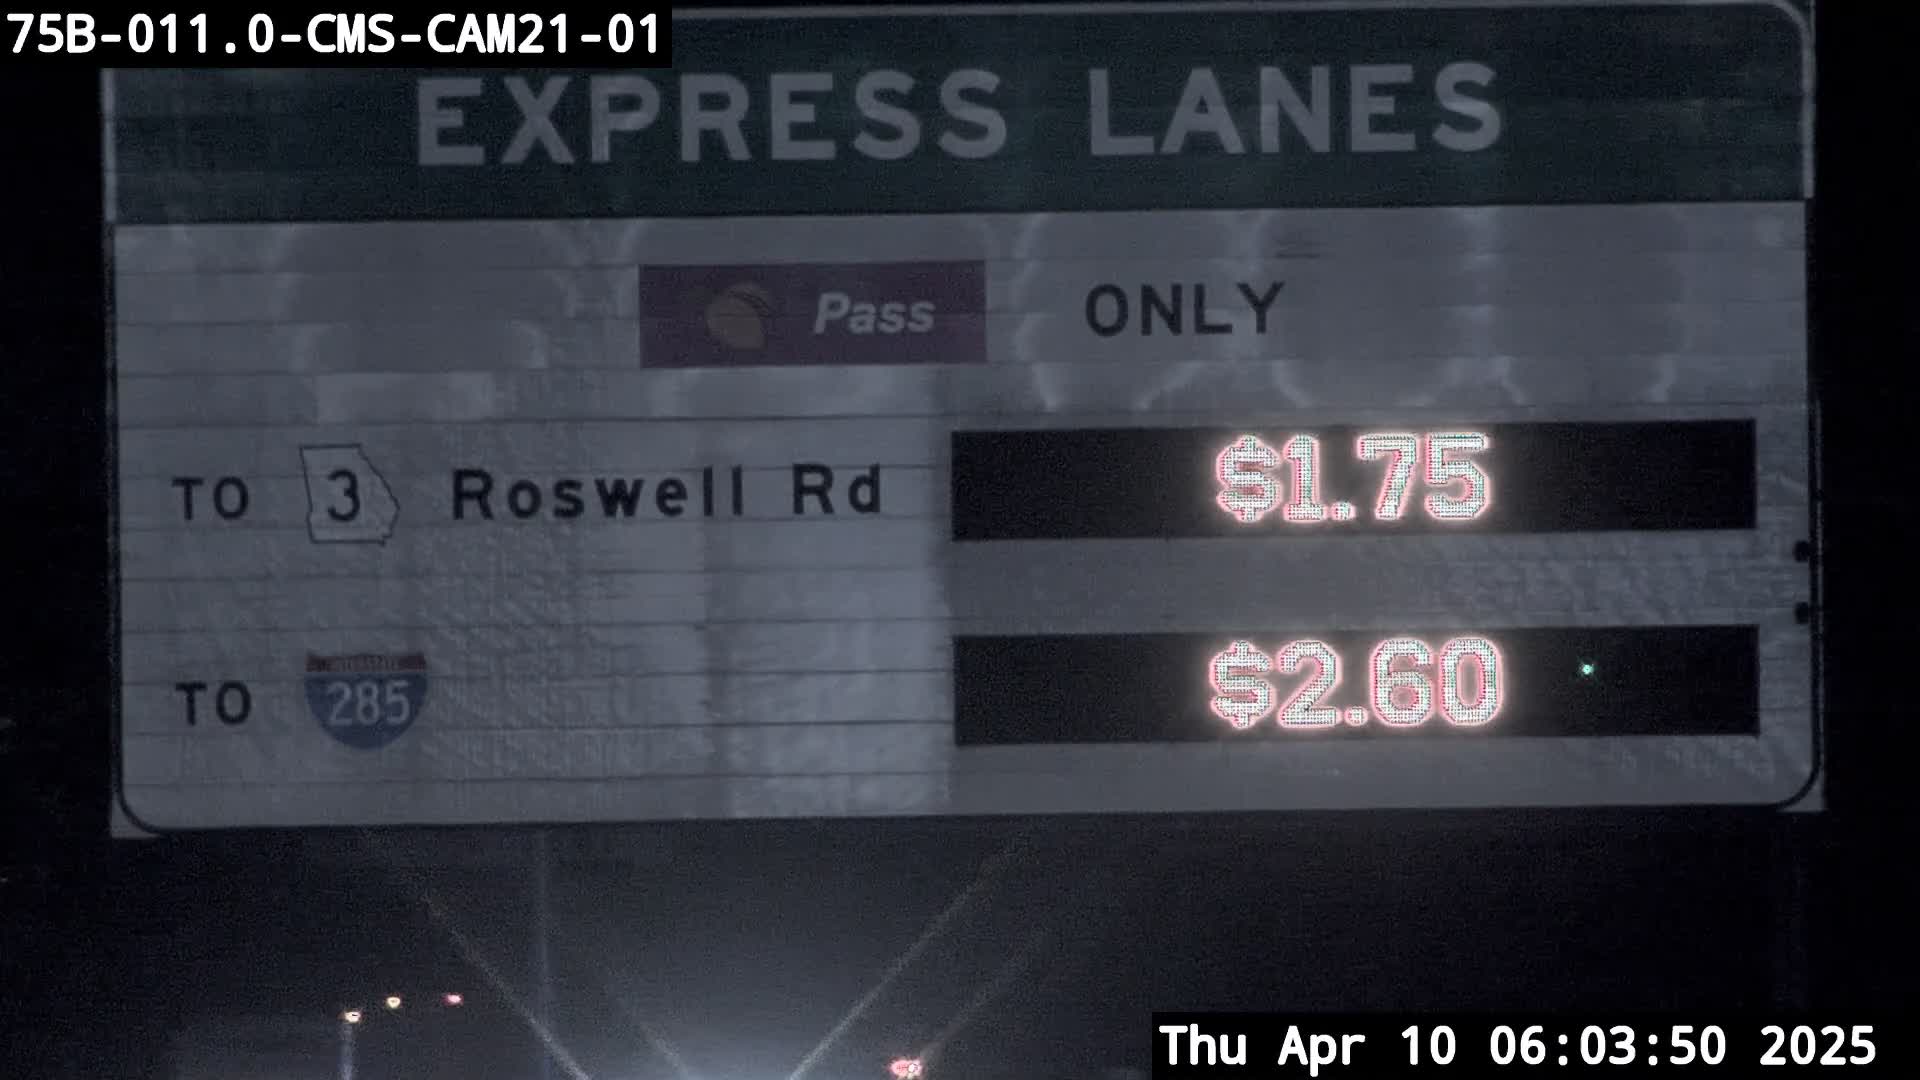 75B-011.0-CMS-CAM21-01
EXPRESS LANES
Pass ONLY
TO 3 Roswell Rd $1.75
INTERSTATE
TO 285 $2.60
Thu Apr 10 06:03:50 2025